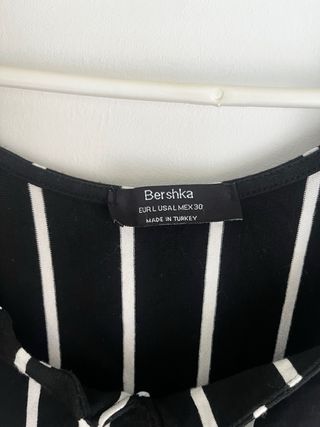 Bershka
EUR L USA L MEX 30
MADE IN TURKEY